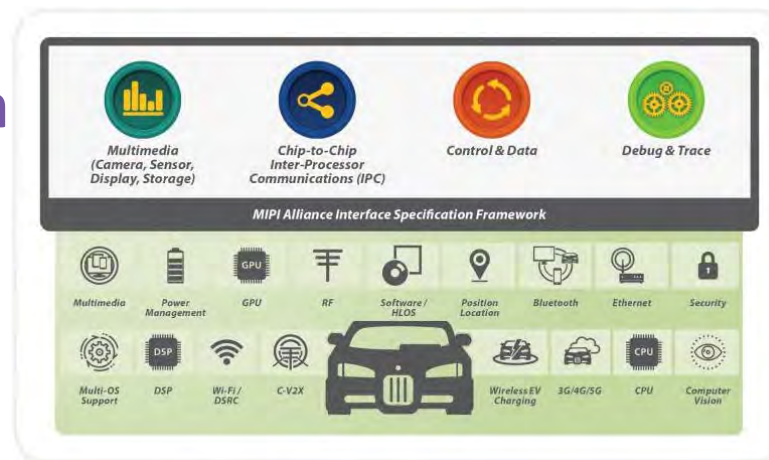 n
Multimedia
(Camera, Sensor,
Display, Storage)
Chip-to-Chip
Inter-Processor
Communications (IPC)
Control & Data
Debug & Trace
MIPI Alliance Interface Specification Framework
GPU
Multimedia
Power
Management
GPU
RF
Software /
HLOS
Position
Location
Bluetooth
Ethernet
Security
DSP
CPU
Multi-OS
Support
DSP
Wi-Fi /
DSRC
C-V2X
Wireless EV
Charging
3G/4G/5G
CPU
Computer
Vision